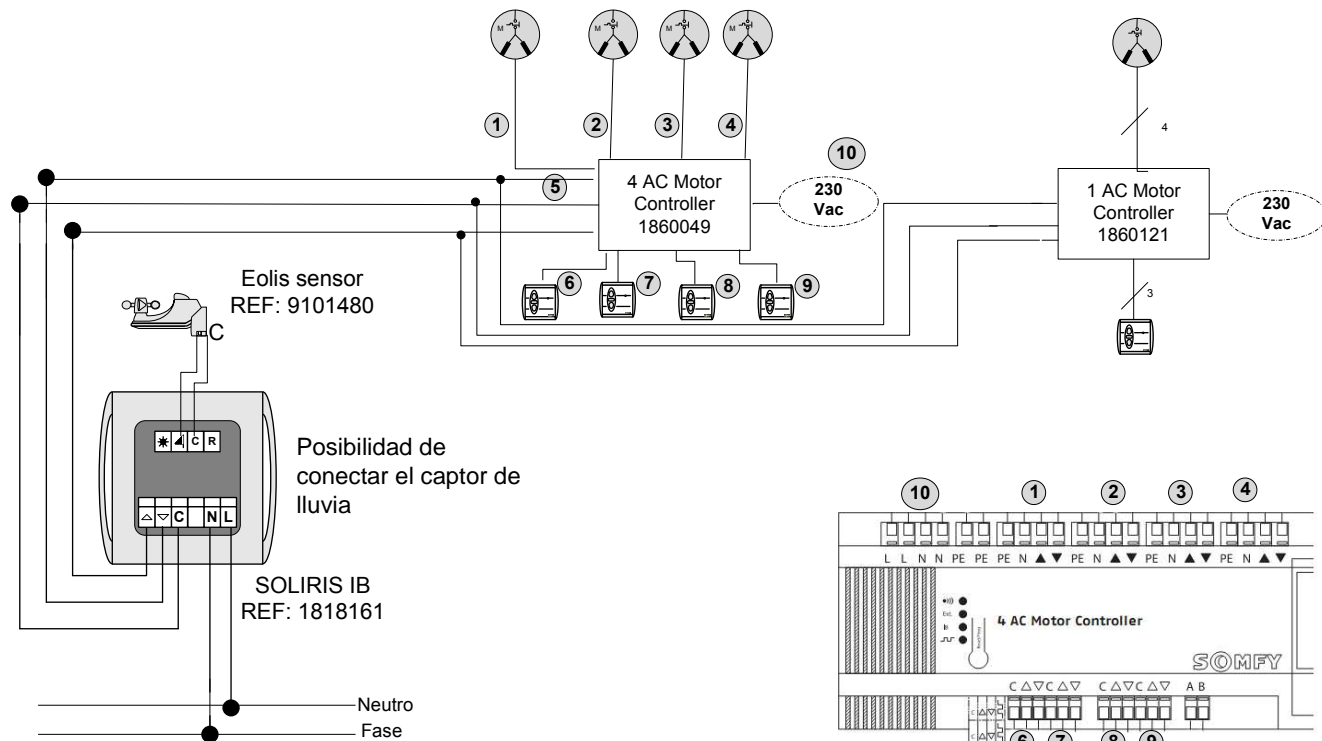 M
M
M
M
1
2
3
4
10
4
5
4 AC Motor
Controller
1860049
230
Vac
1 AC Motor
Controller
1860121
230
Vac
6
7
8
9
3
Eolis sensor
REF: 9101480
C
C R
Posibilidad de
conectar el captor de
lluvia
C N L
SOLIRIS IB
REF: 1818161
Neutro
Fase
10
1
2
3
4
L L N N PE PE PE N ▲ ▼ PE N ▲ ▼ PE N ▲ ▼ PE N ▲ ▼
4 AC Motor Controller
SOMFY
C △ ▽ C △ ▽ C △ ▽ C △ ▽ A B
C △ ▽
C △ ▽
6
7
8
9